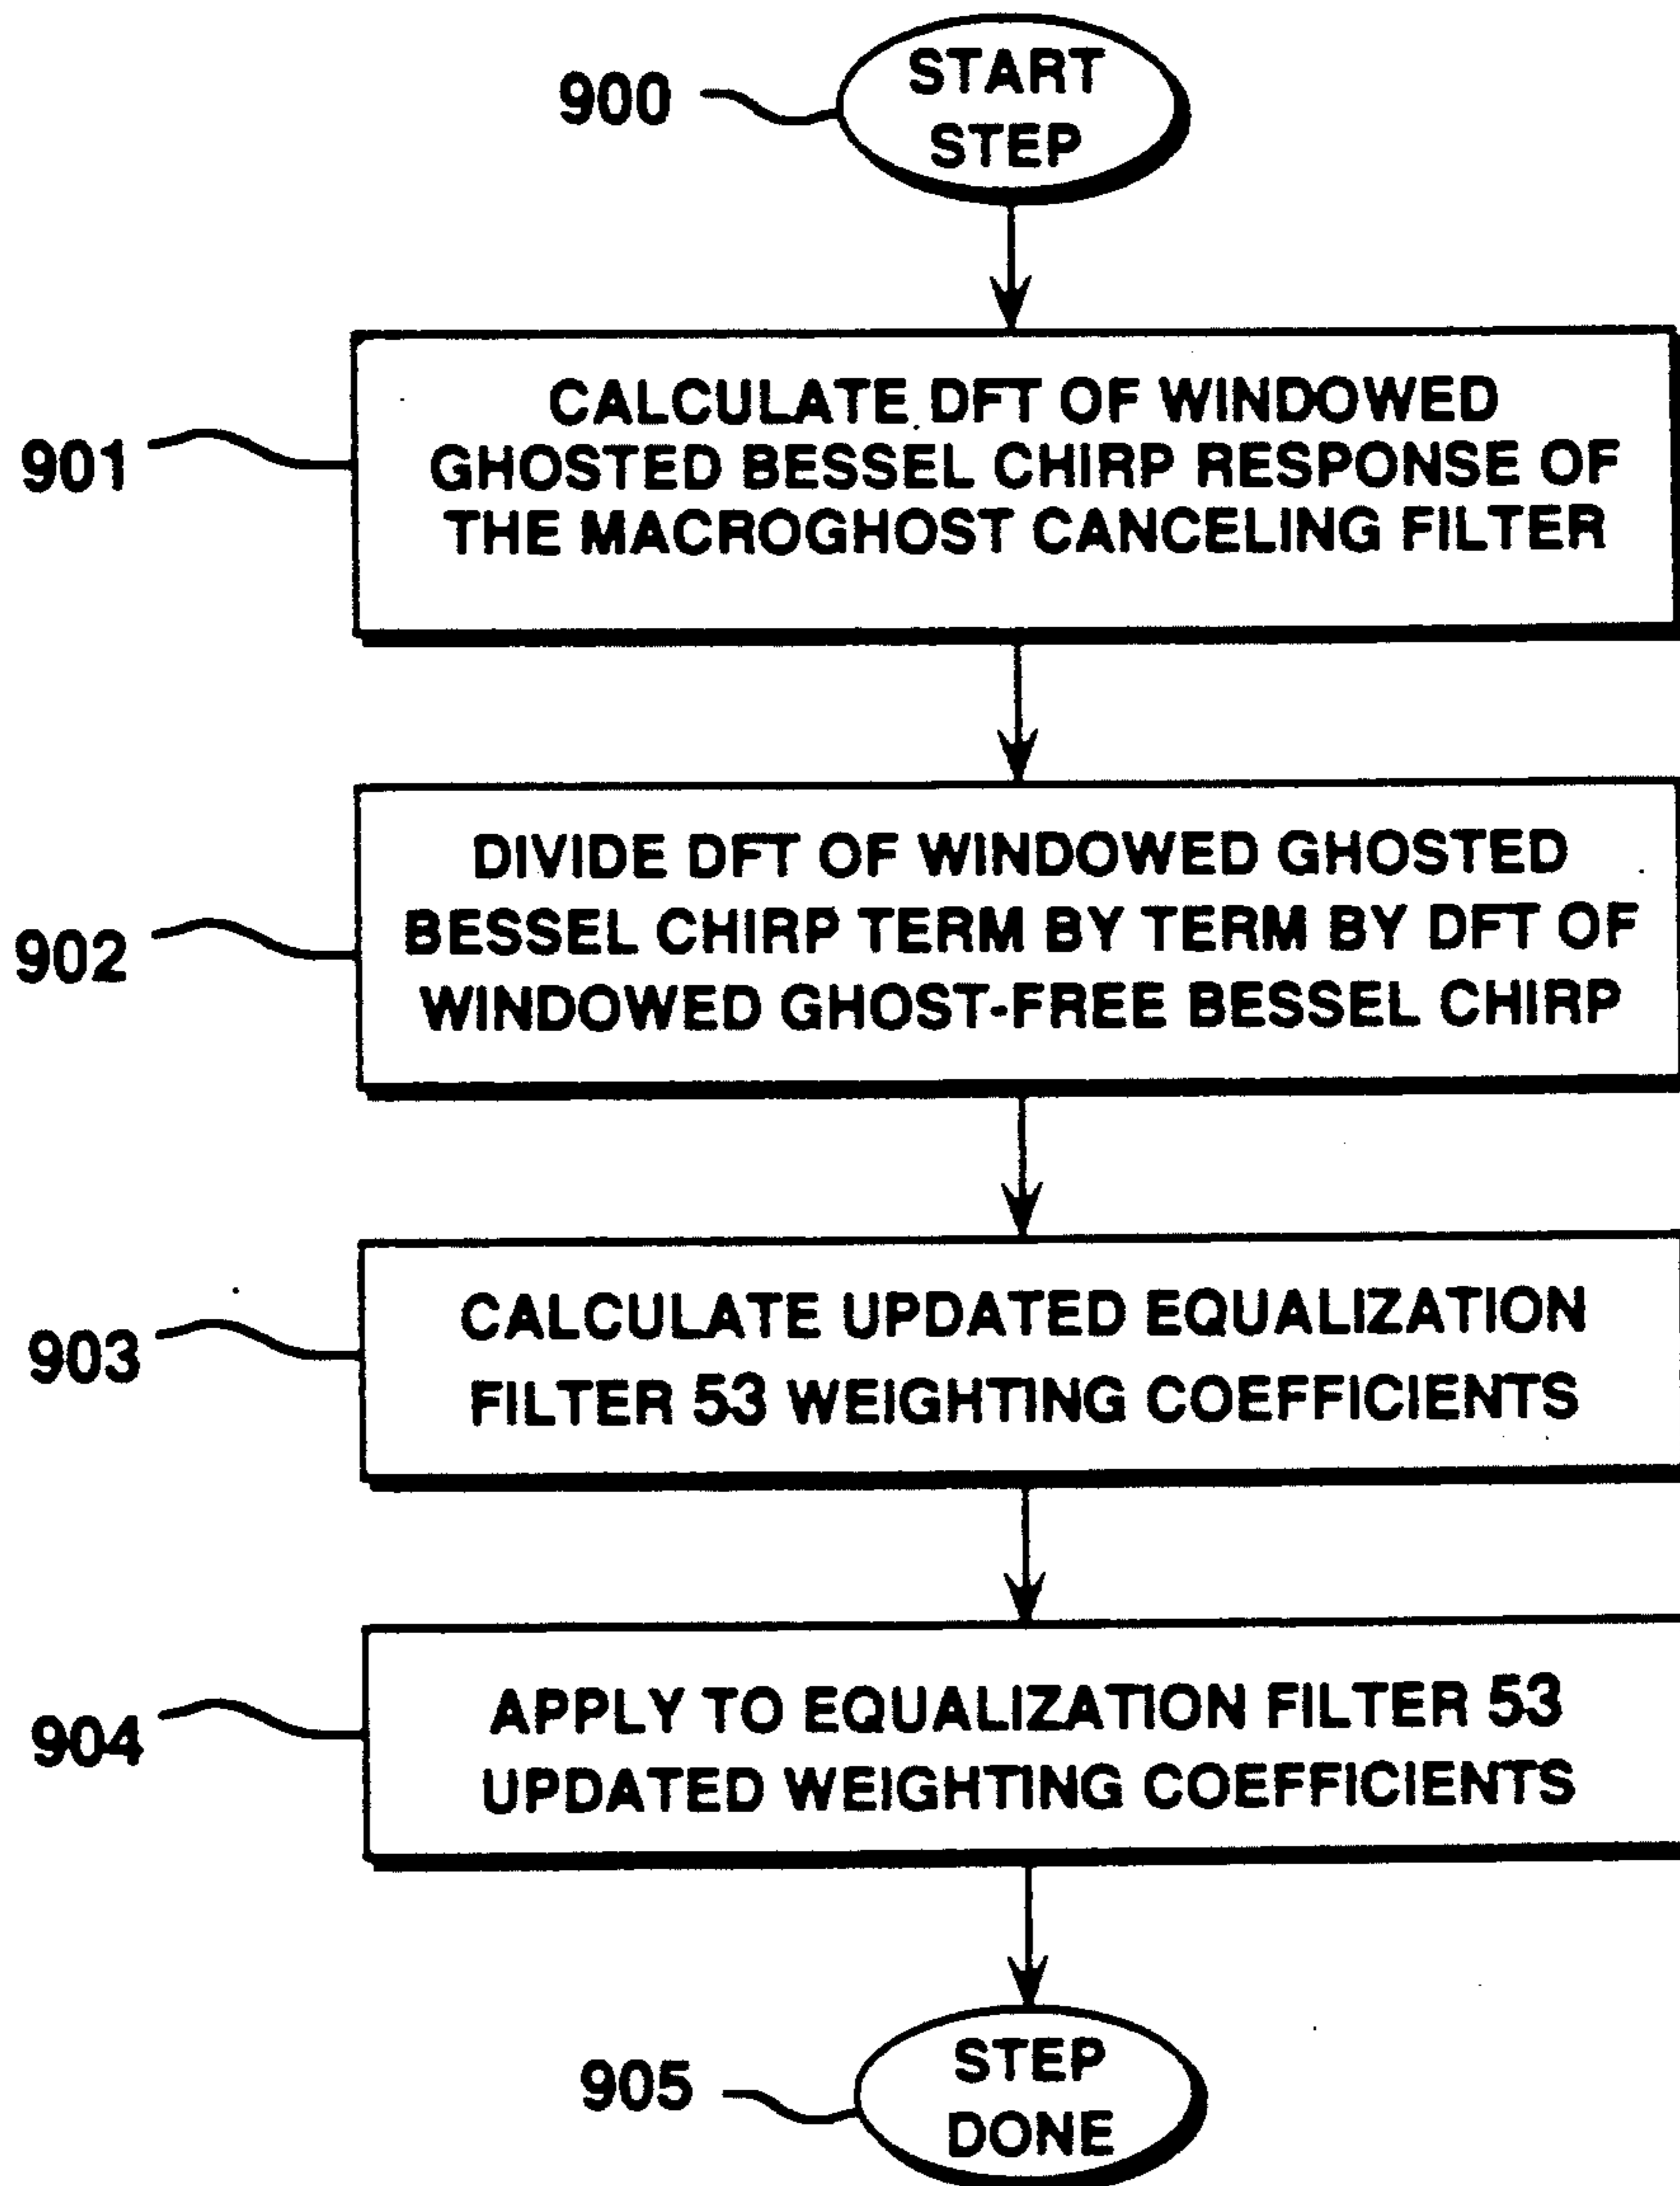 900
START
STEP
901
CALCULATE DFT OF WINDOWED
GHOSTED BESSEL CHIRP RESPONSE OF
THE MACROGHOST CANCELING FILTER
902
DIVIDE DFT OF WINDOWED GHOSTED
BESSEL CHIRP TERM BY TERM BY DFT OF
WINDOWED GHOST-FREE BESSEL CHIRP
903
CALCULATE UPDATED EQUALIZATION
FILTER 53 WEIGHTING COEFFICIENTS
904
APPLY TO EQUALIZATION FILTER 53
UPDATED WEIGHTING COEFFICIENTS
905
STEP
DONE